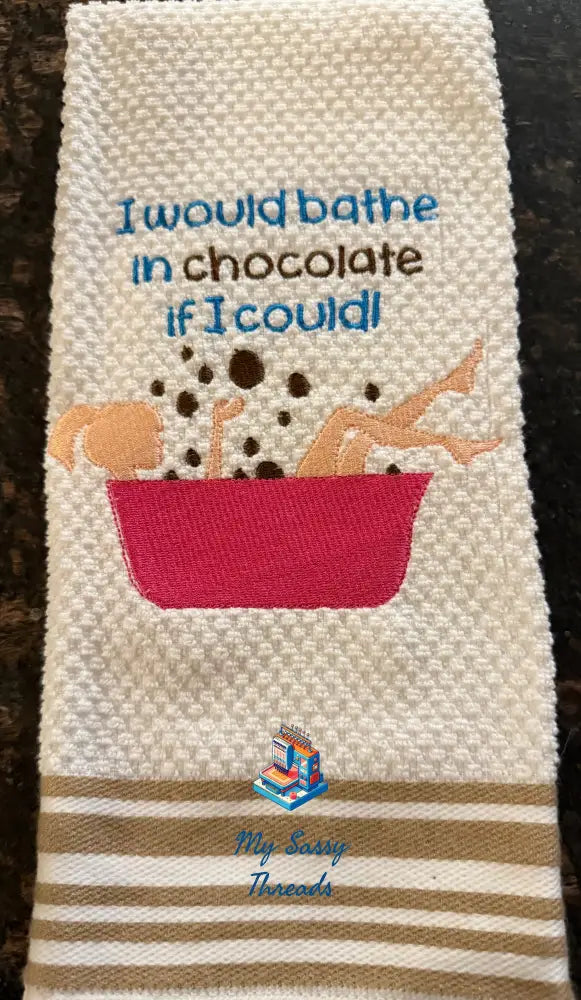 I would bathe
in chocolate
if I could!
My Sassy
Threads